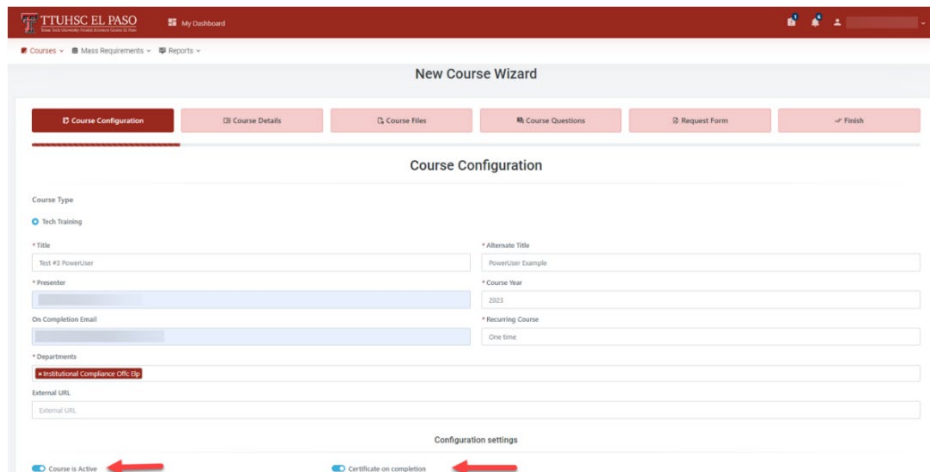 TTUHSC EL PASO
My Dashboard
Courses
Mass Requirements
Reports
New Course Wizard
Course Configuration
Course Details
Course Files
Course Questions
Request Form
Finish
Course Configuration
Course Type
Tech Training
* Title
* Alternate Title
Test #3 PowerUser
PowerUser Example
* Presenter
* Course Year
2023
On Completion Email
* Recurring Course
One time
* Departments
× Institutional Compliance Offc Elp
External URL
External URL
Configuration settings
Course is Active
Certificate on completion